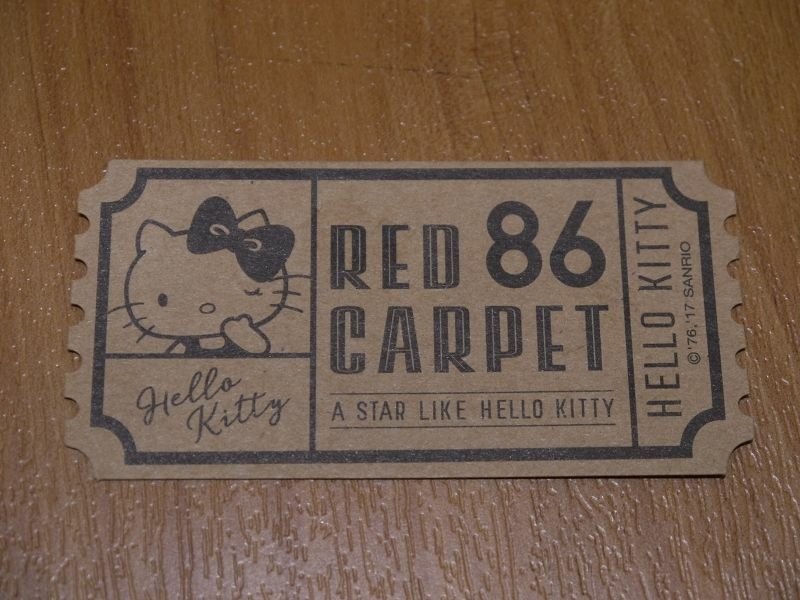 Hello
Kitty
RED 86
CARPET
A STAR LIKE HELLO KITTY
HELLO KITTY
© '76, '17 SANRIO